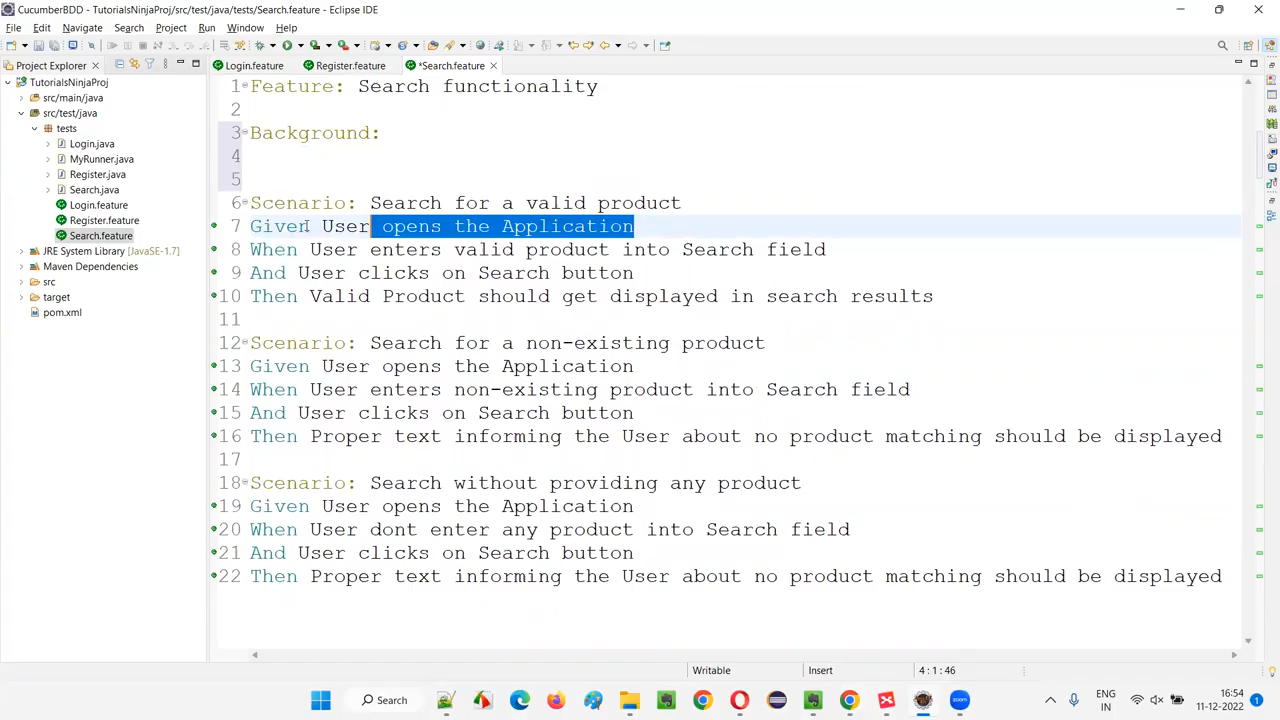 CucumberBDD - TutorialsNinjaProj/src/test/java/tests/Search.feature - Eclipse IDE
File Edit Navigate Search Project Run Window Help
Project Explorer
Login.feature Register.feature *Search.feature
TutorialsNinjaProj
src/main/java
src/test/java
tests
Login.java
MyRunner.java
Register.java
Search.java
Login.feature
Register.feature
Search.feature
JRE System Library [JavaSE-1.7]
Maven Dependencies
src
target
pom.xml
1 Feature: Search functionality
2
3 Background:
4
5
6 Scenario: Search for a valid product
7 Given User opens the Application
8 When User enters valid product into Search field
9 And User clicks on Search button
10 Then Valid Product should get displayed in search results
11
12 Scenario: Search for a non-existing product
13 Given User opens the Application
14 When User enters non-existing product into Search field
15 And User clicks on Search button
16 Then Proper text informing the User about no product matching should be displayed
17
18 Scenario: Search without providing any product
19 Given User opens the Application
20 When User dont enter any product into Search field
21 And User clicks on Search button
22 Then Proper text informing the User about no product matching should be displayed
Writable Insert 4:1:46
Search
ENG
IN
16:54
11-12-2022
1